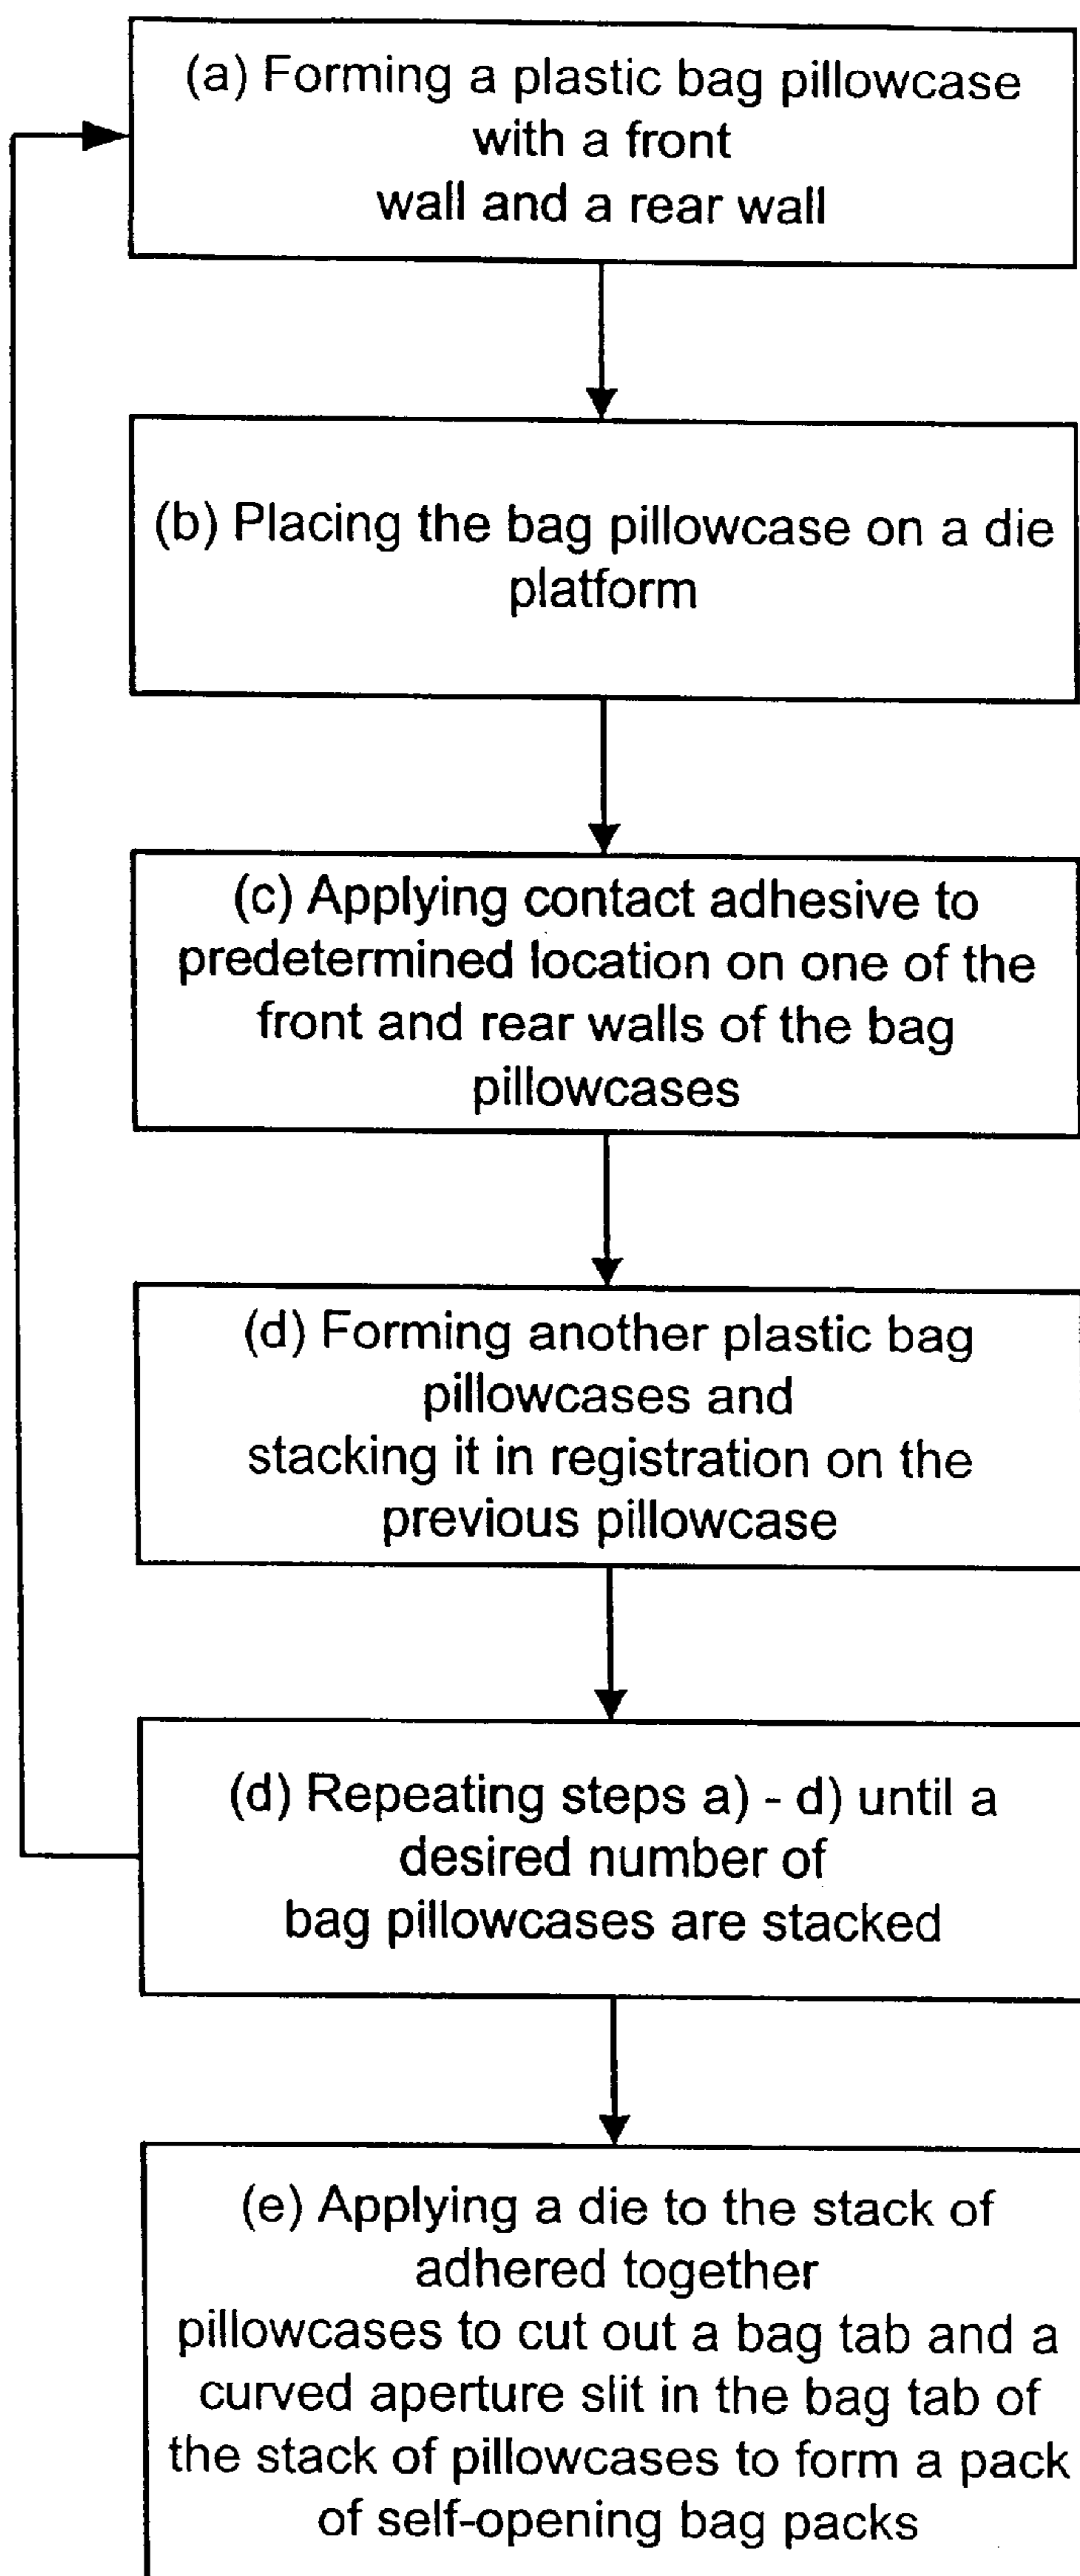 (a) Forming a plastic bag pillowcase
with a front
wall and a rear wall
(b) Placing the bag pillowcase on a die
platform
(c) Applying contact adhesive to
predetermined location on one of the
front and rear walls of the bag
pillowcases
(d) Forming another plastic bag
pillowcases and
stacking it in registration on the
previous pillowcase
(d) Repeating steps a) - d) until a
desired number of
bag pillowcases are stacked
(e) Applying a die to the stack of
adhered together
pillowcases to cut out a bag tab and a
curved aperture slit in the bag tab of
the stack of pillowcases to form a pack
of self-opening bag packs